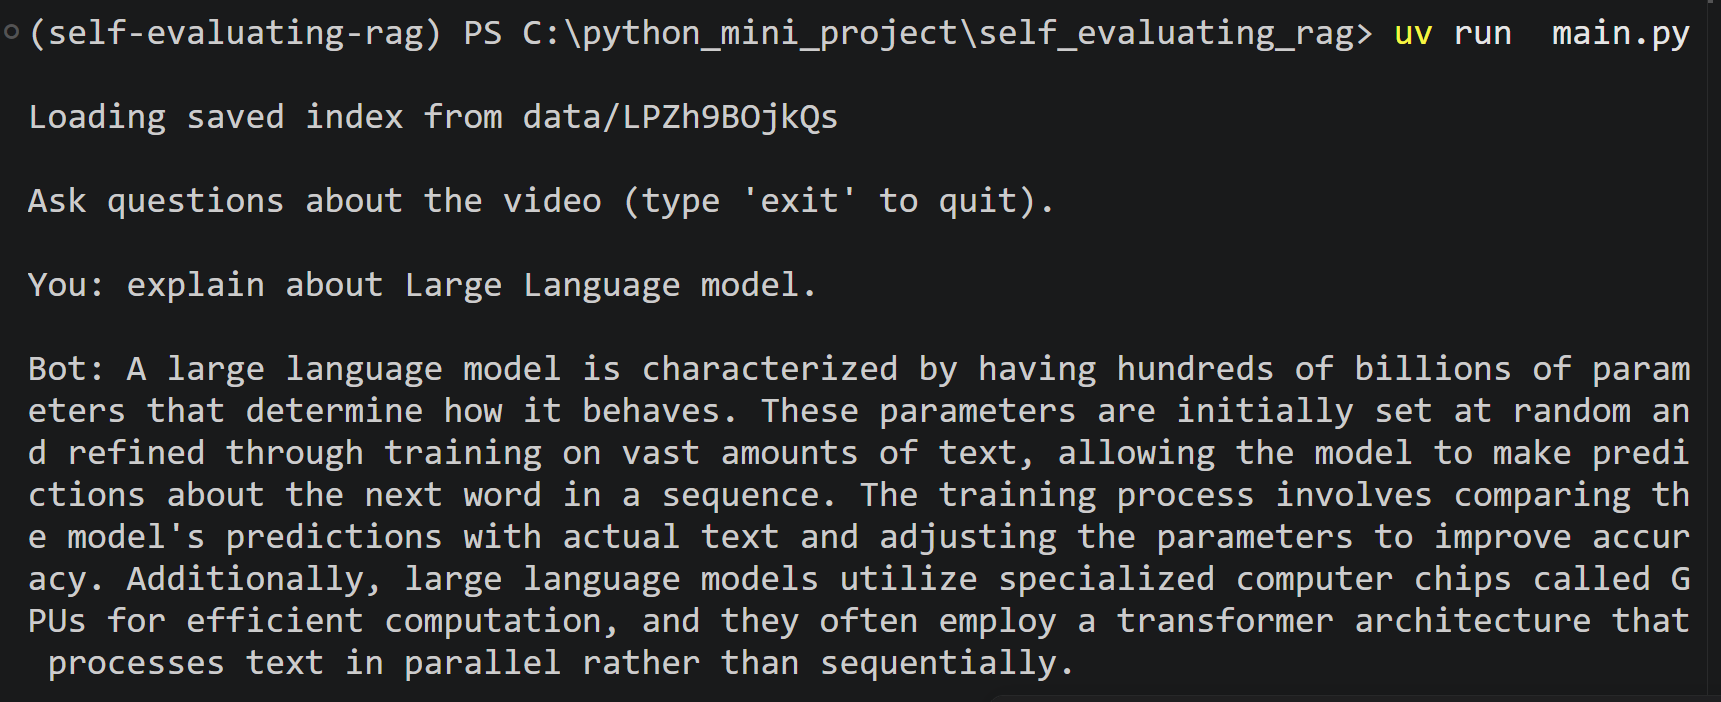 (self-evaluating-rag) PS C:\python_mini_project\self_evaluating_rag> uv run  main.py
Loading saved index from data/LPZh9BOjkQs
Ask questions about the video (type 'exit' to quit).
You: explain about Large Language model.
Bot: A large language model is characterized by having hundreds of billions of param
eters that determine how it behaves. These parameters are initially set at random an
d refined through training on vast amounts of text, allowing the model to make predi
ctions about the next word in a sequence. The training process involves comparing th
e model's predictions with actual text and adjusting the parameters to improve accur
acy. Additionally, large language models utilize specialized computer chips called G
PUs for efficient computation, and they often employ a transformer architecture that
 processes text in parallel rather than sequentially.